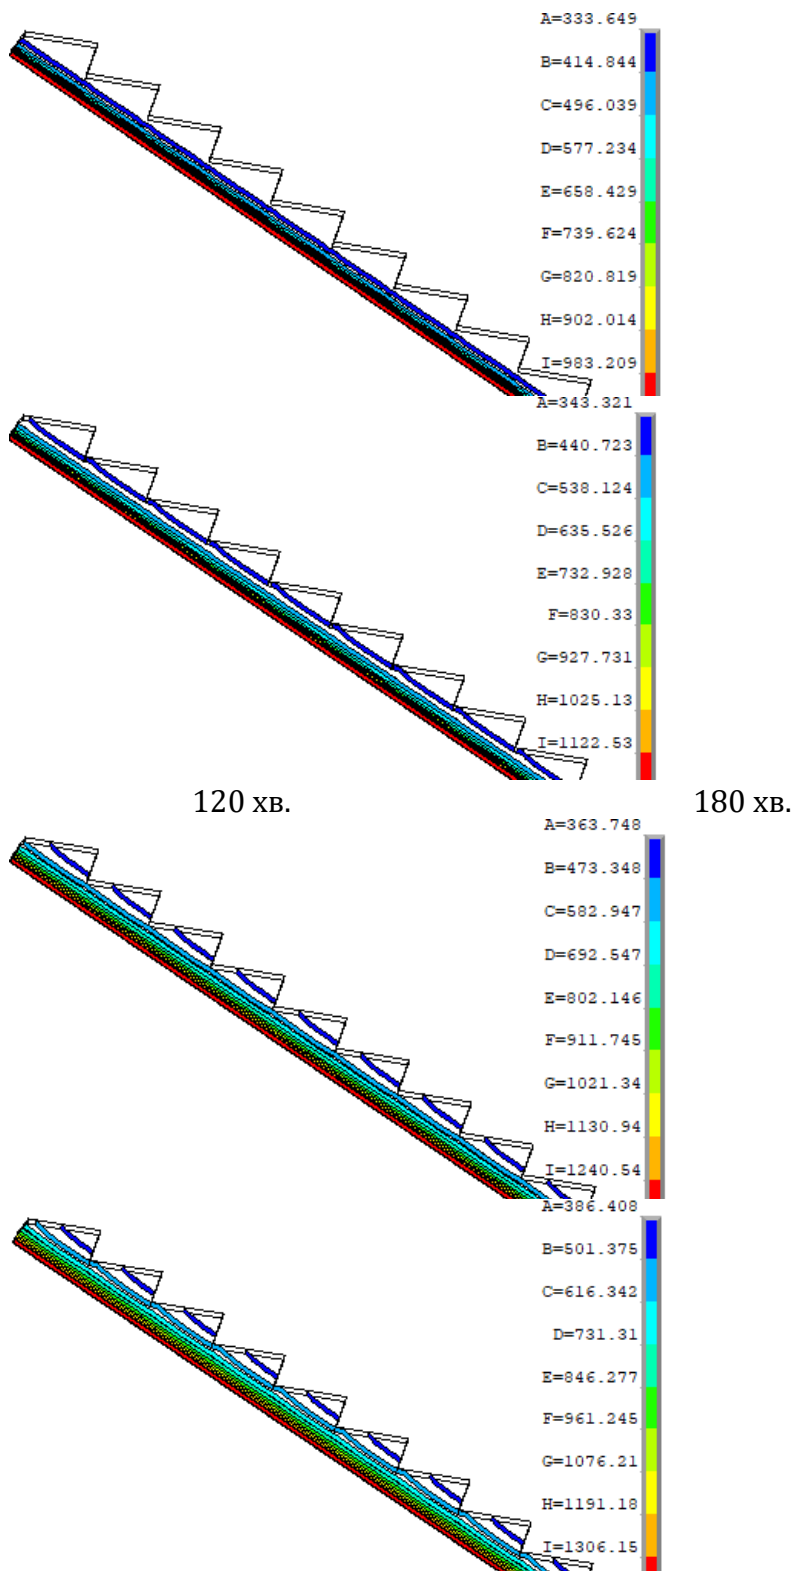 A=333.649
B=414.844
C=496.039
D=577.234
E=658.429
F=739.624
G=820.819
H=902.014
I=983.209
A=343.321
B=440.723
C=538.124
D=635.526
E=732.928
F=830.33
G=927.731
H=1025.13
I=1122.53
120 хв. 180 хв.
A=363.748
B=473.348
C=582.947
D=692.547
E=802.146
F=911.745
G=1021.34
H=1130.94
I=1240.54
A=386.408
B=501.375
C=616.342
D=731.31
E=846.277
F=961.245
G=1076.21
H=1191.18
I=1306.15